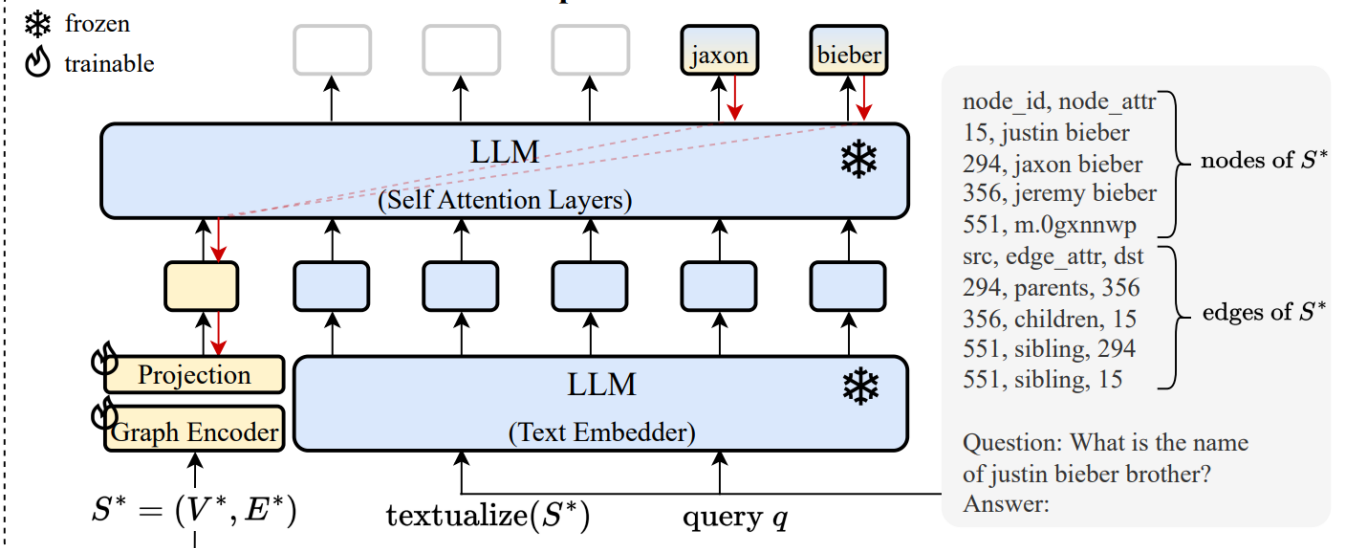 frozen
trainable
jaxon
bieber
LLM
(Self Attention Layers)
Projection
Graph Encoder
LLM
(Text Embedder)
S* = (V*, E*)
textualize(S*)
query q
node_id, node_attr
15, justin bieber
294, jaxon bieber
356, jeremy bieber
551, m.0gxnnwp
nodes of S*
src, edge_attr, dst
294, parents, 356
356, children, 15
551, sibling, 294
551, sibling, 15
edges of S*
Question: What is the name
of justin bieber brother?
Answer: